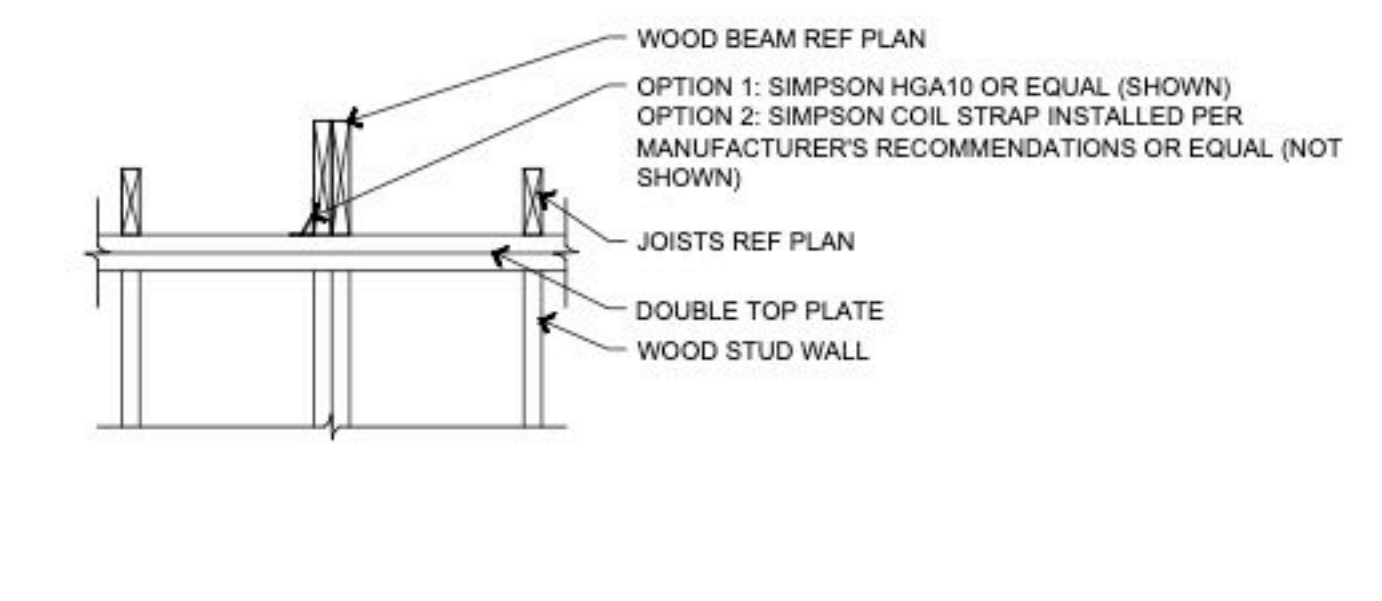 WOOD BEAM REF PLAN
OPTION 1: SIMPSON HGA10 OR EQUAL (SHOWN)
OPTION 2: SIMPSON COIL STRAP INSTALLED PER
MANUFACTURER'S RECOMMENDATIONS OR EQUAL (NOT
SHOWN)
JOISTS REF PLAN
DOUBLE TOP PLATE
WOOD STUD WALL